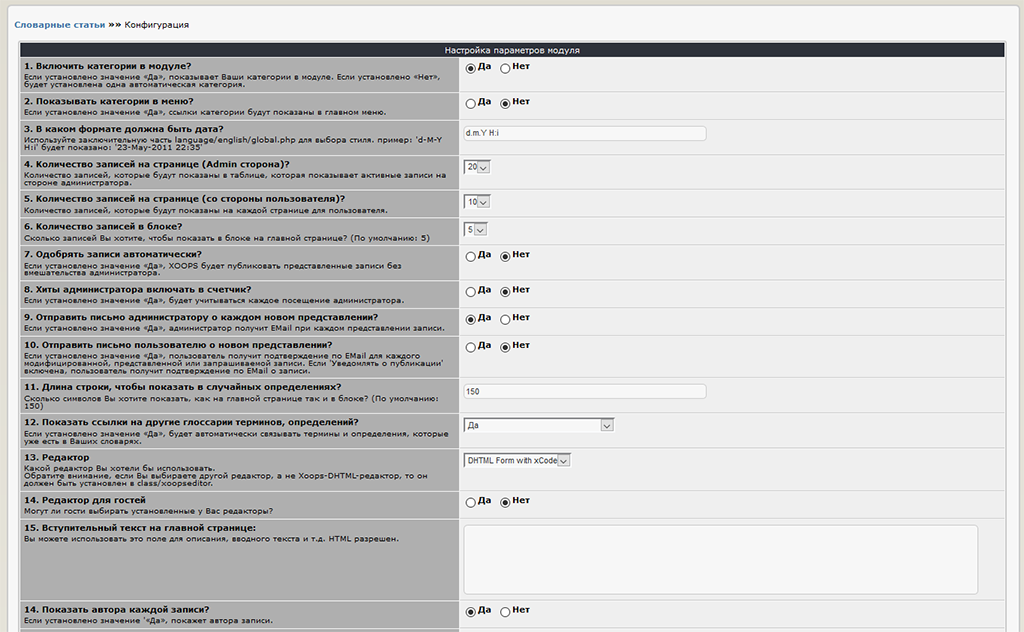 Словарные статьи »» Конфигурация
Настройка параметров модуля
1. Включить категории в модуле?
Да Нет
Если установлено значение «Да», показывает Ваши категории в модуле. Если установлено «Нет»,
будет установлена одна автоматическая категория.
2. Показывать категории в меню?
Да Нет
Если установлено значение «Да», ссылки категории будут показаны в главном меню.
3. В каком формате должна быть дата?
d.m.Y H:i
Используйте заключительную часть language/english/global.php для выбора стиля. пример: 'd-M-Y
H:i' будет показано: '23-May-2011 22:35'
4. Количество записей на странице (Admin сторона)?
20
Количество записей, которые будут показаны в таблице, которая показывает активные записи на
стороне администратора.
5. Количество записей на странице (со стороны пользователя)?
10
Количество записей, которые будут показаны на каждой странице для пользователя.
6. Количество записей в блоке?
5
Сколько записей Вы хотите, чтобы показать в блоке на главной странице? (По умолчанию: 5)
7. Одобрять записи автоматически?
Да Нет
Если установлено значение «Да», XOOPS будет публиковать представленные записи без
вмешательства администратора.
8. Хиты администратора включать в счетчик?
Да Нет
Если установлено значение «Да», будет учитываться каждое посещение администратора.
9. Отправить письмо администратору о каждом новом представлении?
Да Нет
Если установлено значение «Да», администратор получит EMail при каждом представлении записи.
10. Отправить письмо пользователю о новом представлении?
Да Нет
Если установлено значение «Да», пользователь получит подтверждение по EMail для каждого
модифицированной, представленной или запрашиваемой записи. Если 'Уведомлять о публикации'
включена, пользователь получит подтверждение по EMail о записи.
11. Длина строки, чтобы показать в случайных определениях?
150
Сколько символов Вы хотите показать, как на главной странице так и в блоке? (По умолчанию:
150)
12. Показать ссылки на другие глоссарии терминов, определений?
Да
Если установлено значение «Да», будет автоматически связывать термины и определения, которые
уже есть в Ваших словарях.
13. Редактор
DHTML Form with xCode
Какой редактор Вы хотели бы использовать.
Обратите внимание, если Вы выбираете другой редактор, а не Xoops-DHTML-редактор, то он
должен быть установлен в class/xoopseditor.
14. Редактор для гостей
Да Нет
Могут ли гости выбирать установленные у Вас редакторы?
15. Вступительный текст на главной странице:
Вы можете использовать это поле для описания, вводного текста и т.д. HTML разрешен.
14. Показать автора каждой записи?
Да Нет
Если установлено значение '«Да», покажет автора записи.